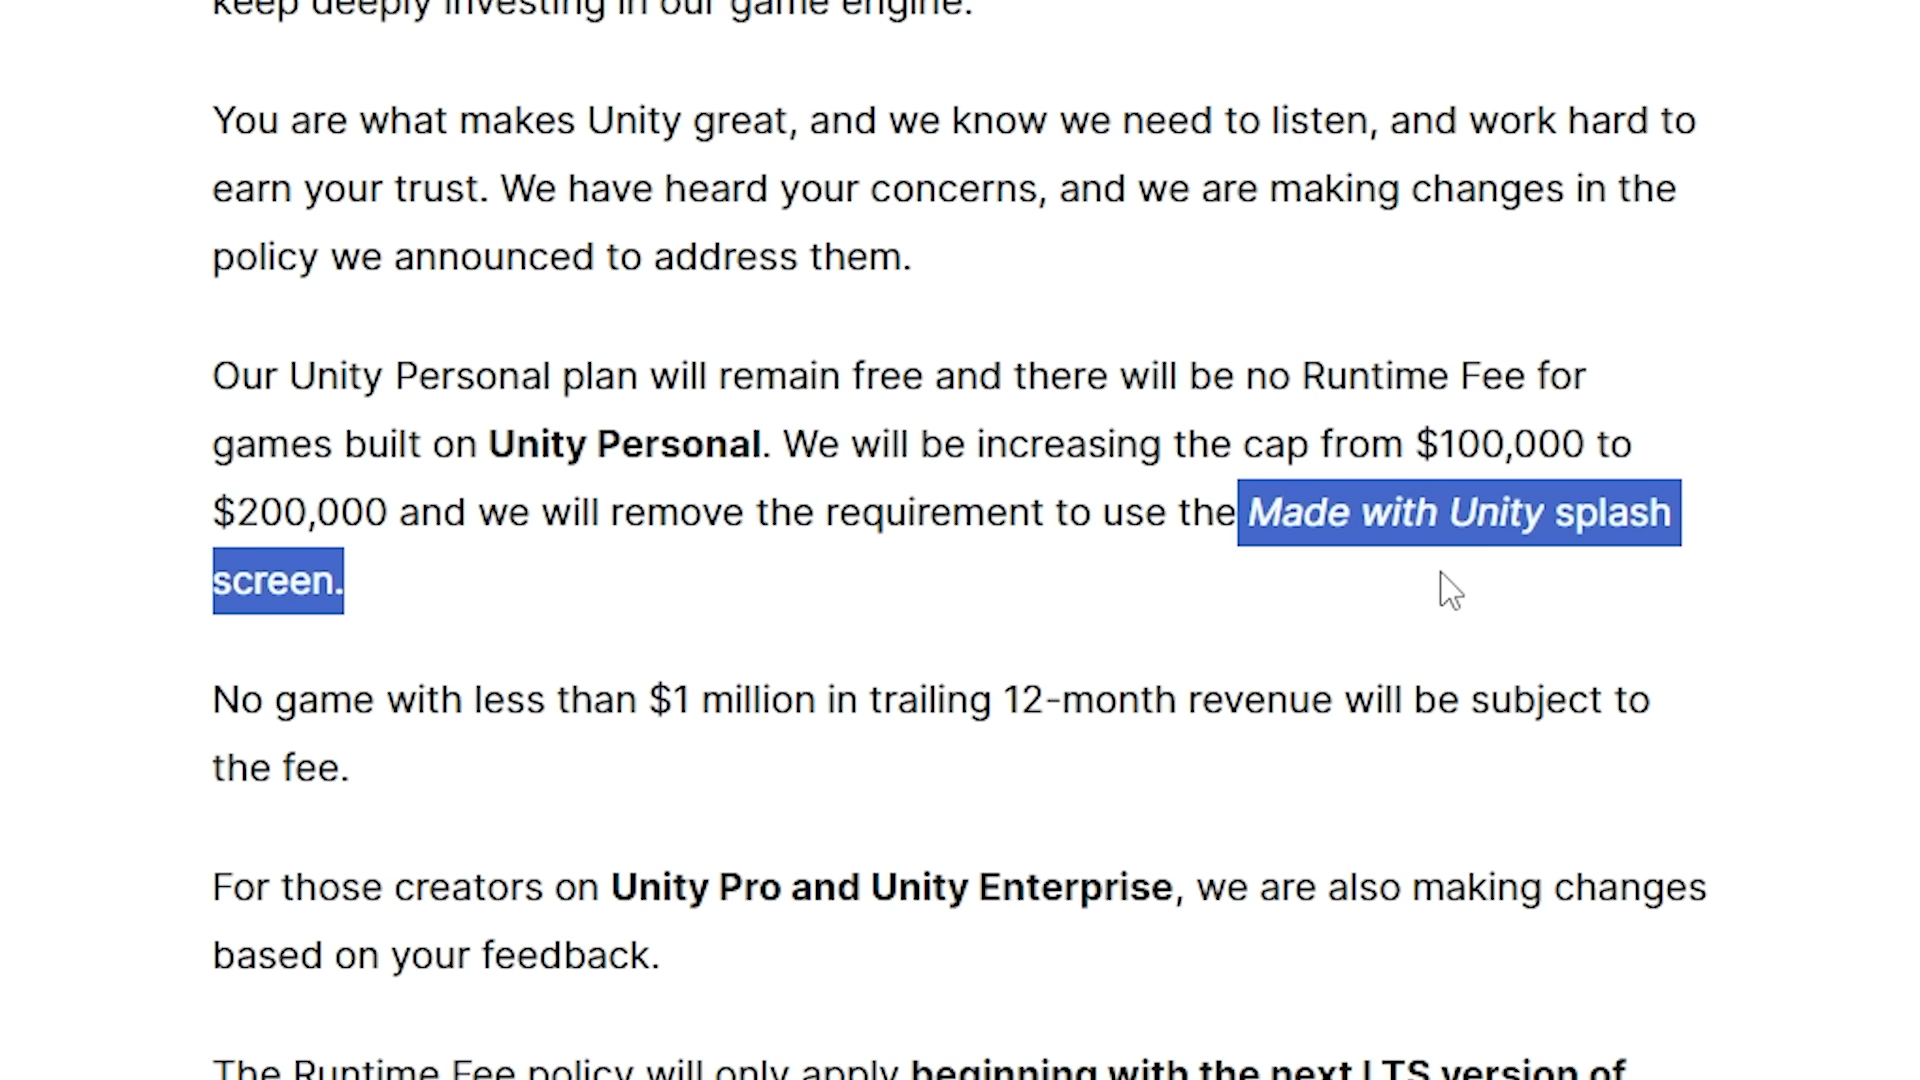 keep deeply investing in our game engine.
You are what makes Unity great, and we know we need to listen, and work hard to
earn your trust. We have heard your concerns, and we are making changes in the
policy we announced to address them.
Our Unity Personal plan will remain free and there will be no Runtime Fee for
games built on Unity Personal. We will be increasing the cap from $100,000 to
$200,000 and we will remove the requirement to use the Made with Unity splash
screen.
No game with less than $1 million in trailing 12-month revenue will be subject to
the fee.
For those creators on Unity Pro and Unity Enterprise, we are also making changes
based on your feedback.
The Runtime Fee policy will only apply beginning with the next LTS version of